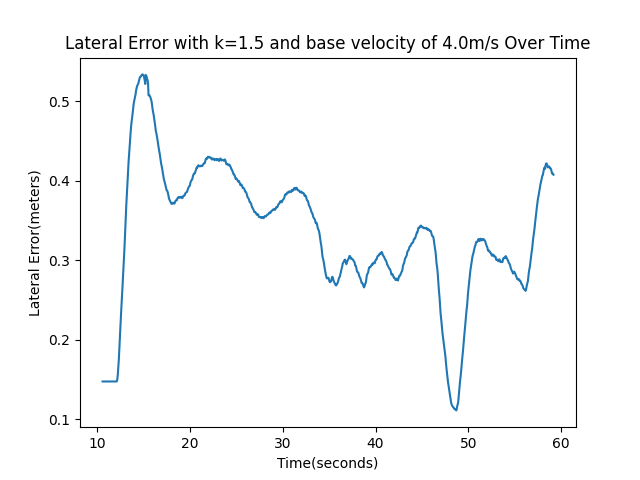 Lateral Error with k=1.5 and base velocity of 4.0m/s Over Time
Lateral Error(meters)
0.5
0.4
0.3
0.2
0.1
10 20 30 40 50 60
Time(seconds)